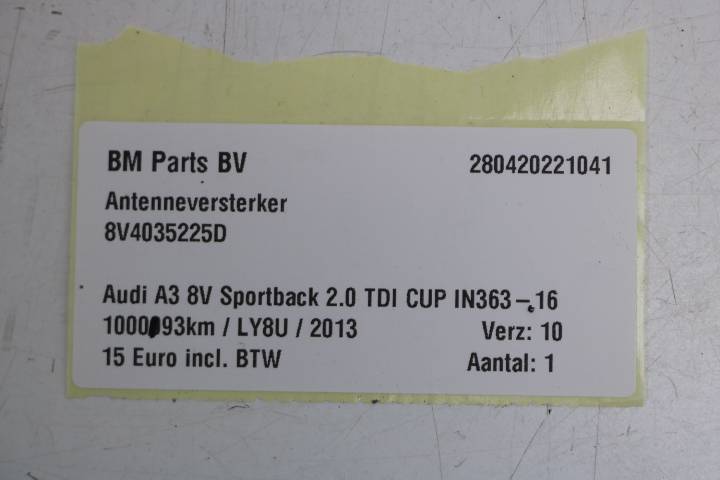 BM Parts BV 280420221041
Antenneversterker
8V4035225D
Audi A3 8V Sportback 2.0 TDI CUP IN363-16
/ LY8U / 2013 Verz: 10
15 Euro incl. BTW Aantal: 1